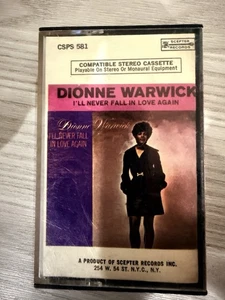 CSPS 581
SCEPTER
RECORDS
COMPATIBLE STEREO CASSETTE
Playable On Stereo Or Monaural Equipment
DIONNE WARWICK
I'LL NEVER FALL IN LOVE AGAIN
Dionne Warwick
I'LL NEVER FALL
IN LOVE AGAIN
A PRODUCT OF SCEPTER RECORDS INC.
254 W. 54 ST. N.Y.C., N.Y.